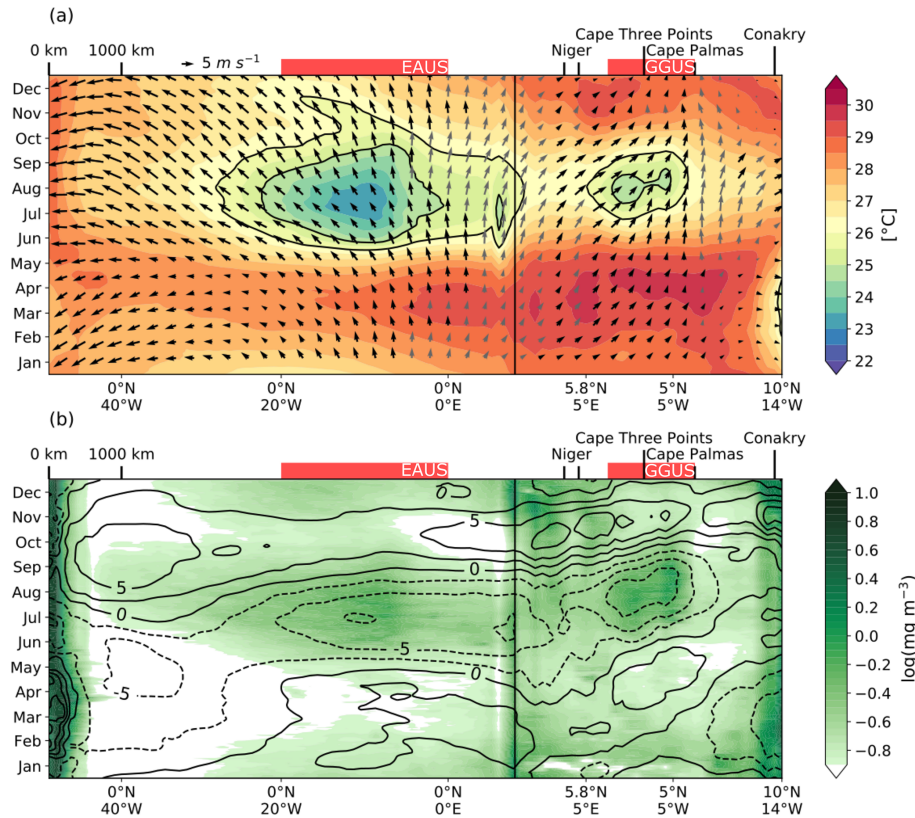 (a)
Cape Three Points
Conakry
0 km 1000 km
Niger
Cape Palmas
5 m s⁻¹
EAUS
GGUS
Dec
Nov
Oct
Sep
Aug
Jul
Jun
May
Apr
Mar
Feb
Jan
30
29
28
27
26
25
24
23
22
[°C]
0°N 0°N 0°N 5.8°N 5°N 10°N
40°W 20°W 0°E 5°E 5°W 14°W
(b)
Cape Three Points
Conakry
0 km 1000 km
Niger
Cape Palmas
EAUS
GGUS
Dec
Nov
Oct
Sep
Aug
Jul
Jun
May
Apr
Mar
Feb
Jan
0
5
5
0
0
-5
0
-5
1.0
0.8
0.6
0.4
0.2
0.0
−0.2
−0.4
−0.6
−0.8
log(mg m⁻³)
0°N 0°N 0°N 5.8°N 5°N 10°N
40°W 20°W 0°E 5°E 5°W 14°W